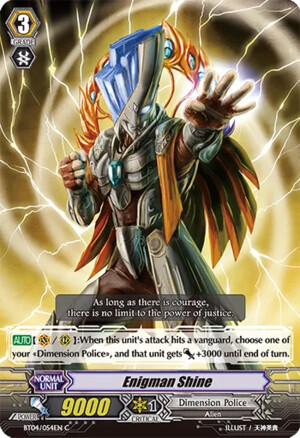 3
GRADE
As long as there is courage,
there is no limit to the power of justice.
AUTO [ / ]:When this unit's attack hits a vanguard, choose one of
your «Dimension Police», and that unit gets +3000 until end of turn.
NORMAL
UNIT
Enigman Shine
POWER
9000
1
CRITICAL
Dimension Police
Alien
BT04/054EN C
ILLUST / 天神英貴